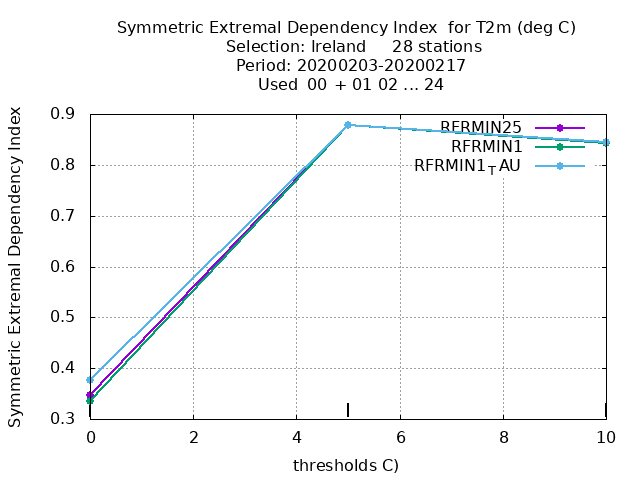 Symmetric Extremal Dependency Index for T2m (deg C)
Selection: Ireland 28 stations
Period: 20200203-20200217
Used 00 + 01 02 ... 24
Symmetric Extremal Dependency Index
0.9
0.8
0.7
0.6
0.5
0.4
0.3
RFRMIN25
RFRMIN1
RFRMIN1TAU
0 2 4 6 8 10
thresholds C)